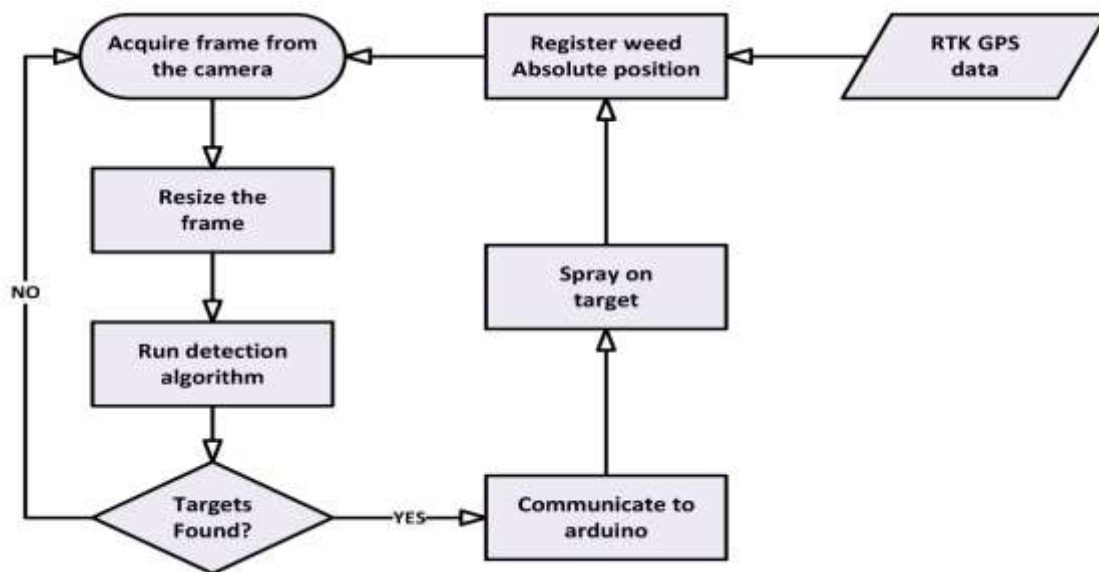 Acquire frame from
the camera
Register weed
Absolute position
RTK GPS
data
Resize the
frame
Spray on
target
NO
Run detection
algorithm
Targets
Found?
YES
Communicate to
arduino